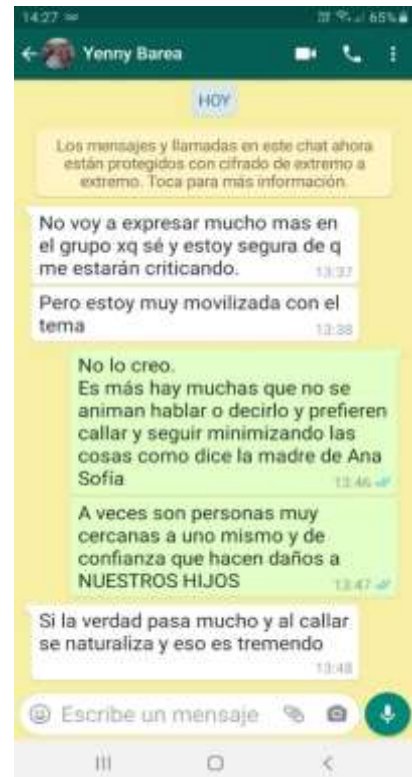 14:27
65%
Yenny Barea
HOY
Los mensajes y llamadas en este chat ahora
están protegidos con cifrado de extremo a
extremo. Toca para más información.
No voy a expresar mucho mas en
el grupo xq sé y estoy segura de q
me estarán criticando.
13:37
Pero estoy muy movilizada con el
tema
13:38
No lo creo.
Es más hay muchas que no se
animan hablar o decirlo y prefieren
callar y seguir minimizando las
cosas como dice la madre de Ana
Sofía
13:46
A veces son personas muy
cercanas a uno mismo y de
confianza que hacen daños a
NUESTROS HIJOS
13:47
Si la verdad pasa mucho y al callar
se naturaliza y eso es tremendo
13:48
Escribe un mensaje